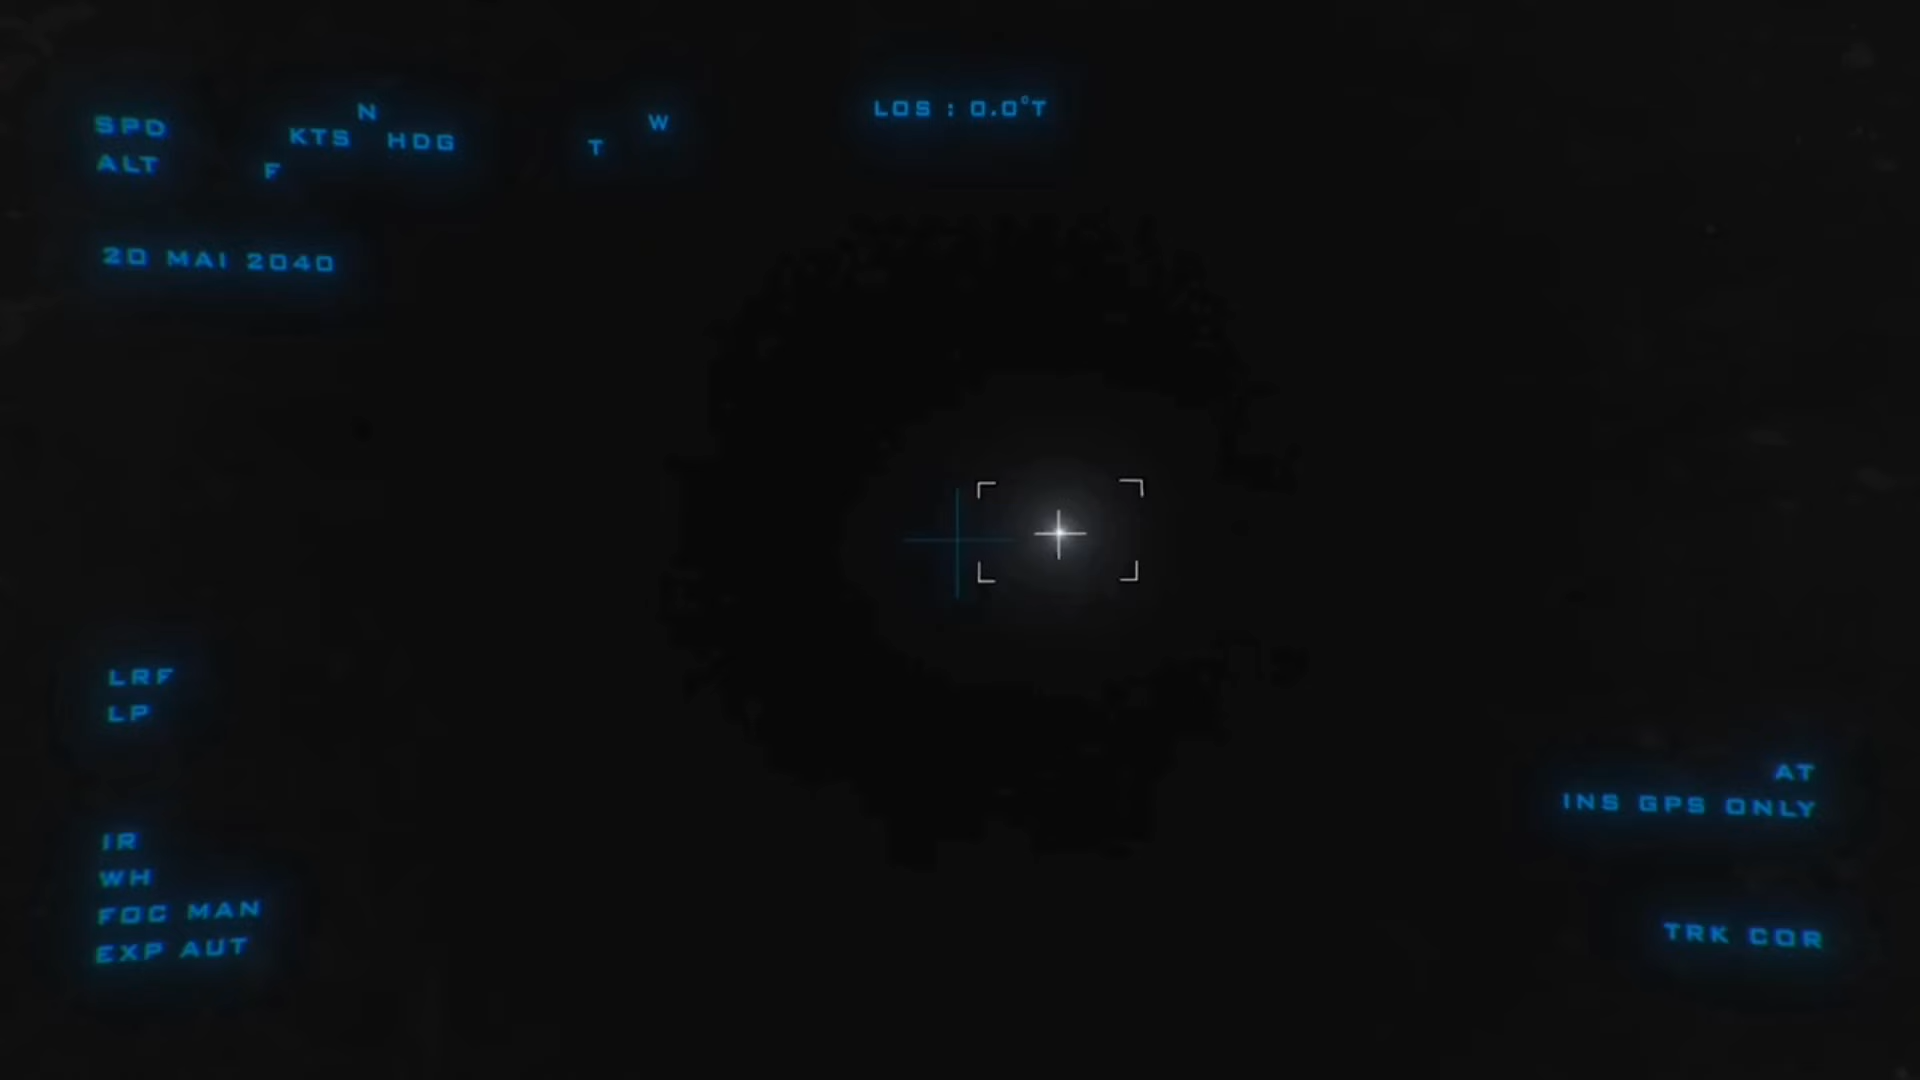 N
SPD KTS HDG T W
ALT F
LOS : 0.0°T
20 MAI 2040
LRF
LP
IR
WH
FOC MAN
EXP AUT
AT
INS GPS ONLY
TRK COR